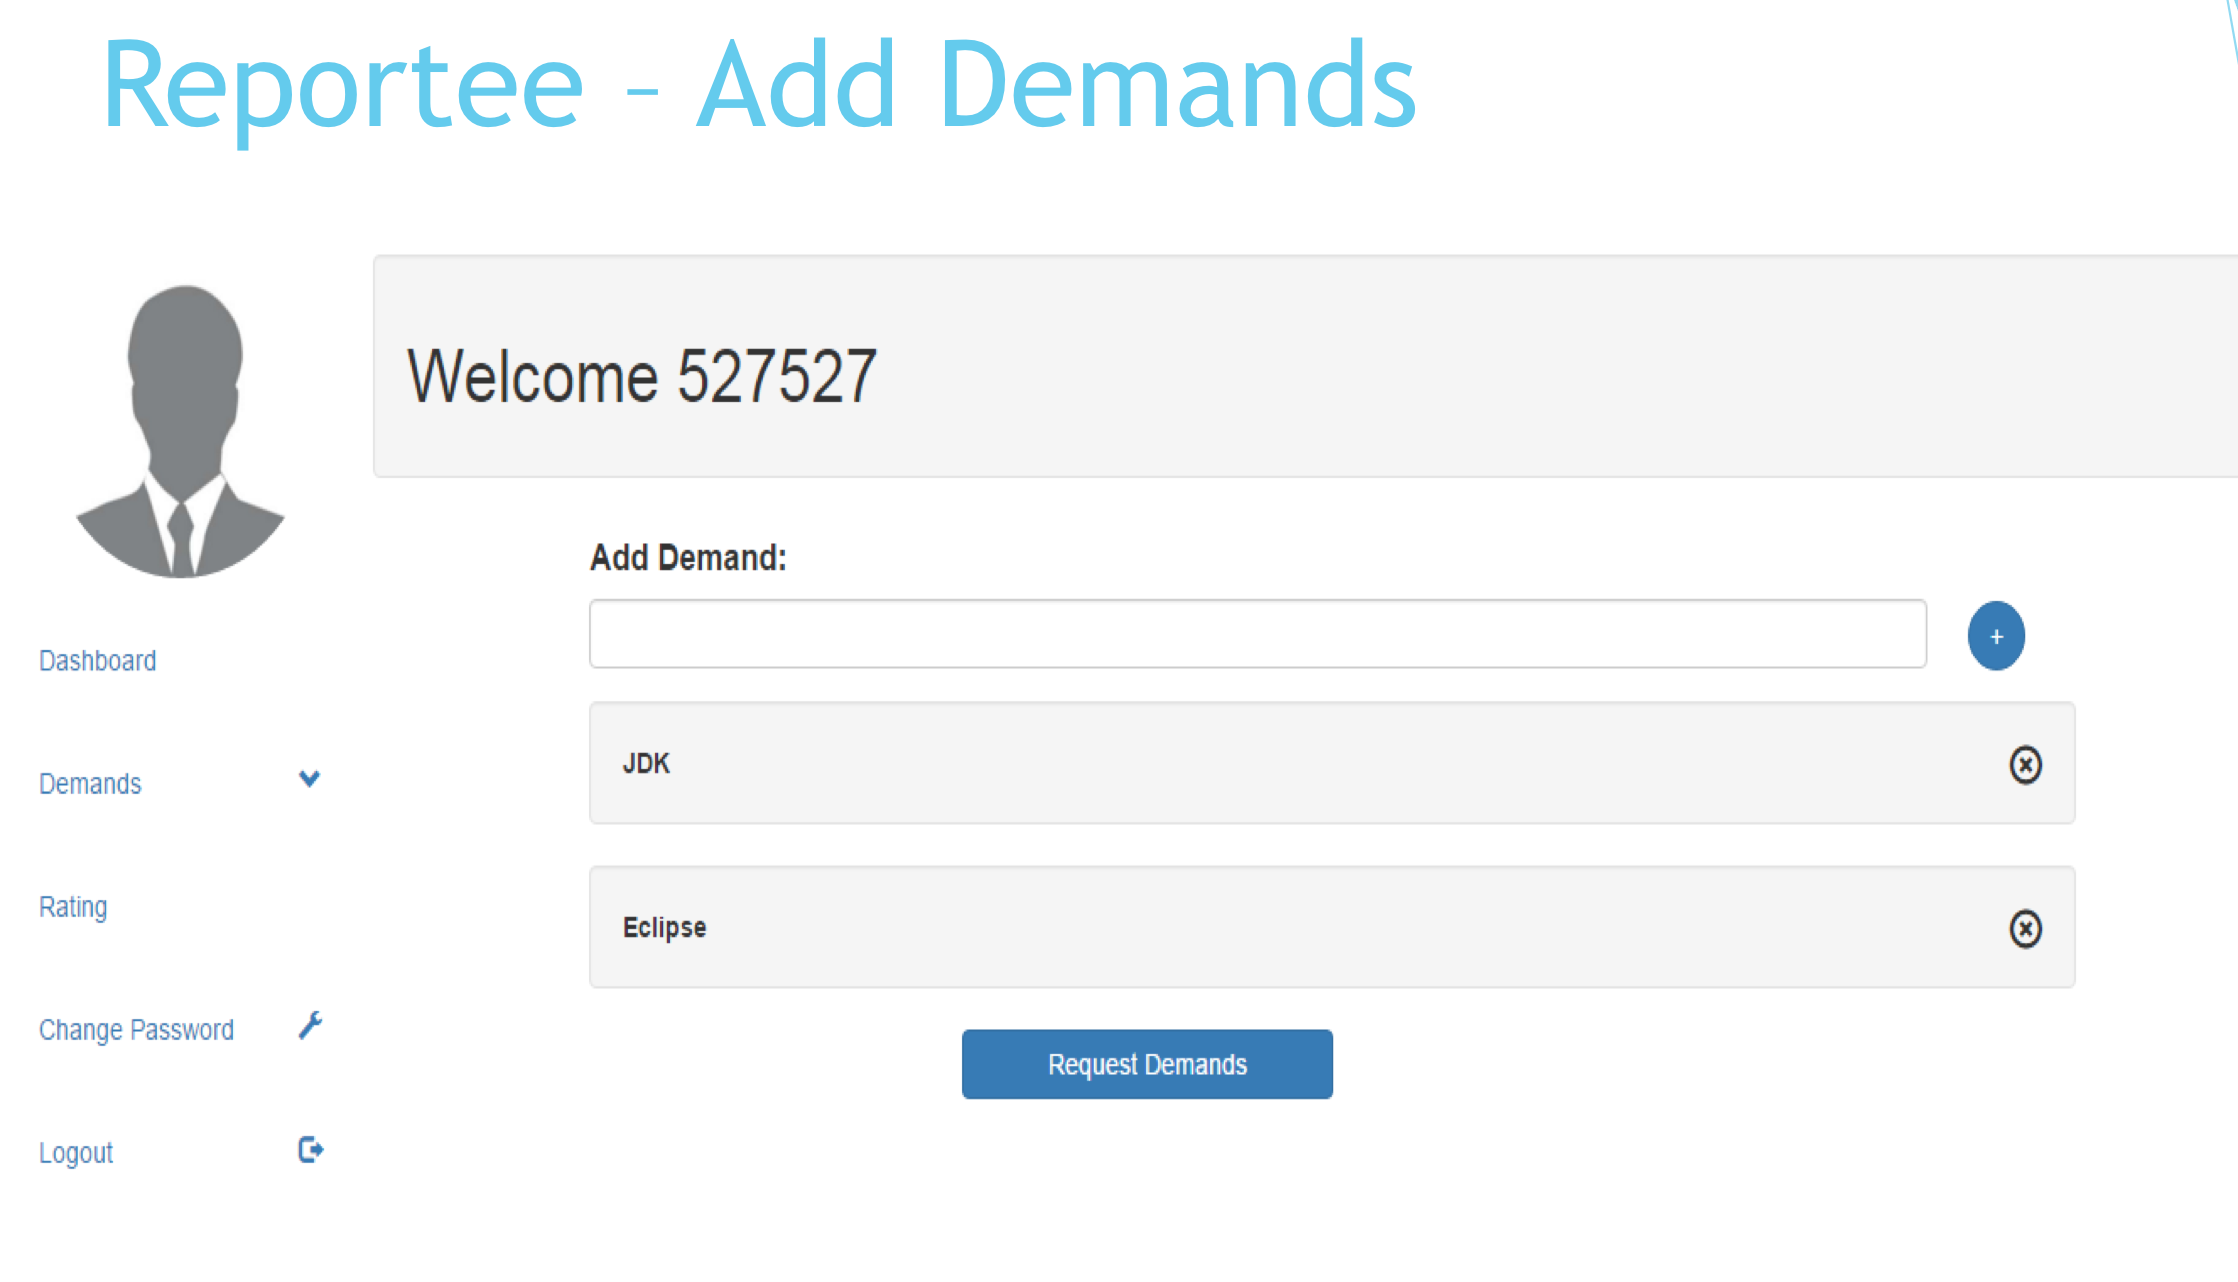 Reportee – Add Demands
Welcome 527527
Add Demand:
+
JDK
Eclipse
Request Demands
Dashboard
Demands
Rating
Change Password
Logout